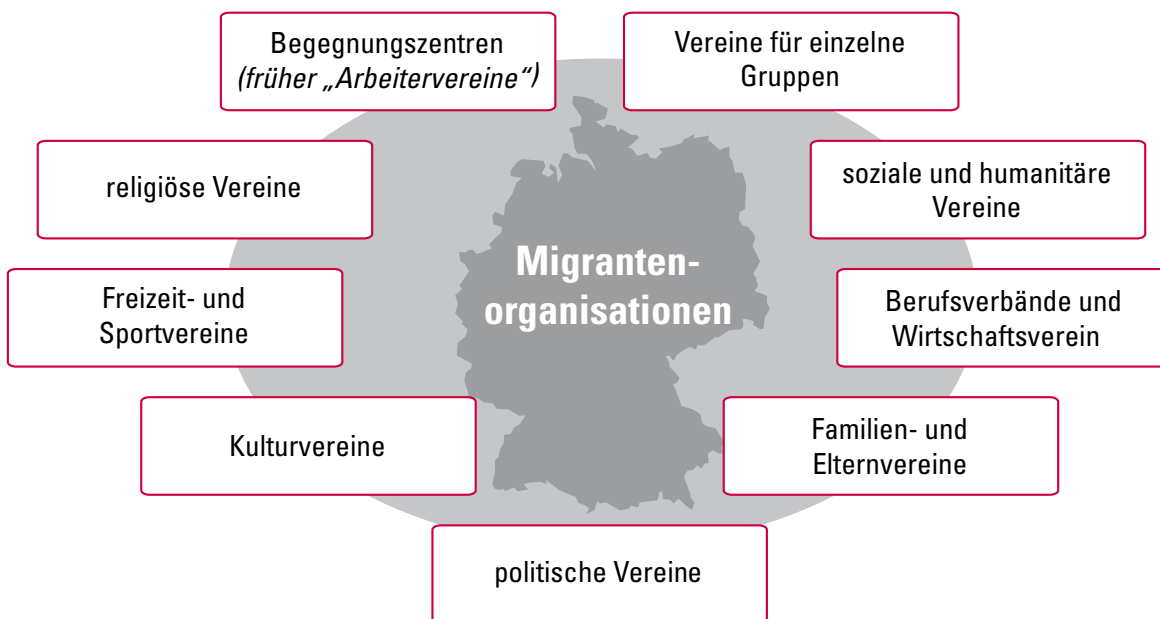 Begegnungszentren
(früher „Arbeitervereine“)
Vereine für einzelne
Gruppen
religiöse Vereine
soziale und humanitäre
Vereine
Migranten-
organisationen
Freizeit- und
Sportvereine
Berufsverbände und
Wirtschaftsverein
Kulturvereine
Familien- und
Elternvereine
politische Vereine